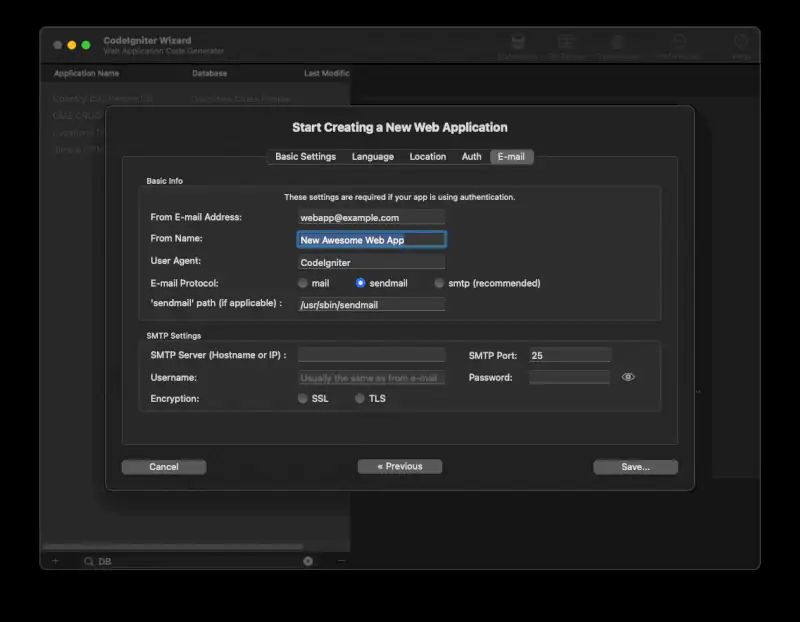 CodeIgniter Wizard
Web Application Code Generator
Application Name Database Last Modific
Start Creating a New Web Application
Basic Settings Language Location Auth E-mail
Basic Info
These settings are required if your app is using authentication.
From E-mail Address: webapp@example.com
From Name: New Awesome Web App
User Agent: CodeIgniter
E-mail Protocol: mail sendmail smtp (recommended)
'sendmail' path (if applicable) : /usr/sbin/sendmail
SMTP Settings
SMTP Server (Hostname or IP) : SMTP Port: 25
Username: Usually the same as from e-mail Password:
Encryption: SSL TLS
Cancel « Previous Save...
DB